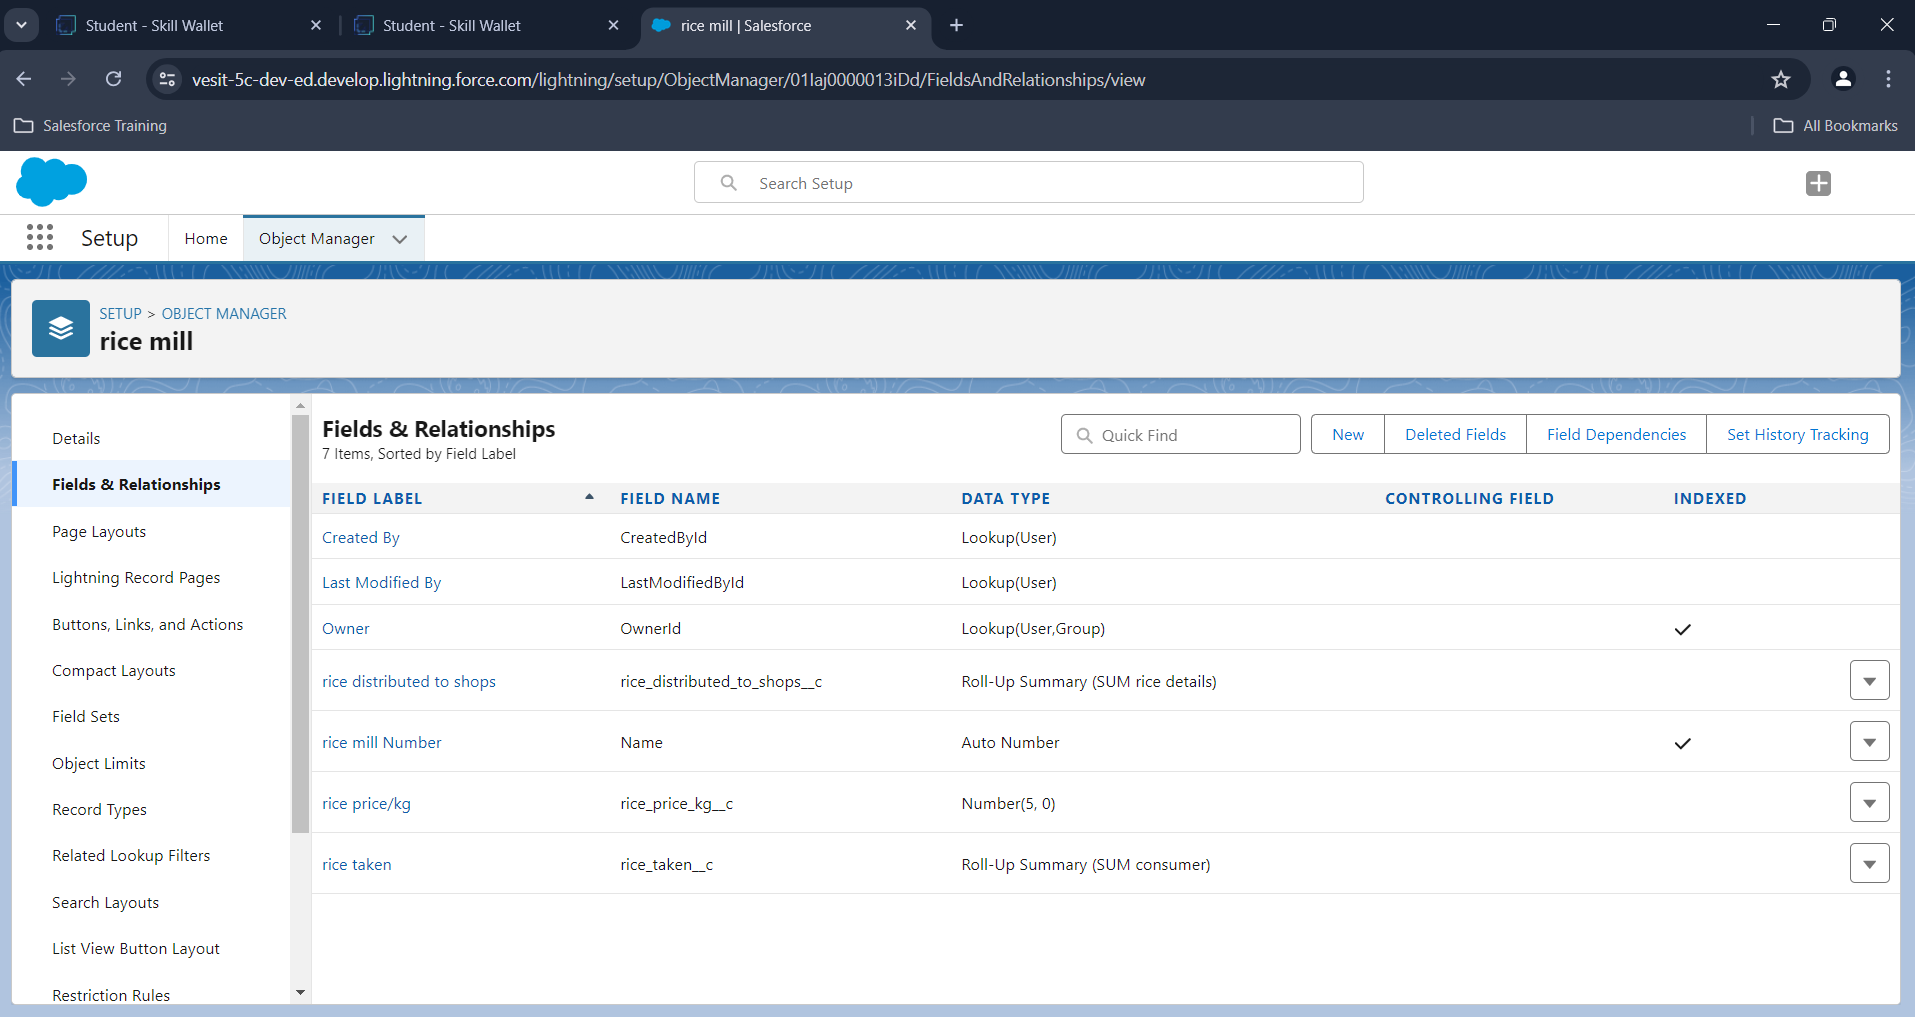 Student - Skill Wallet
Student - Skill Wallet
rice mill | Salesforce
vesit-5c-dev-ed.develop.lightning.force.com/lightning/setup/ObjectManager/01Iaj0000013iDd/FieldsAndRelationships/view
Salesforce Training
All Bookmarks
Search Setup
Setup
Home
Object Manager
SETUP > OBJECT MANAGER
rice mill
Details
Fields & Relationships
Page Layouts
Lightning Record Pages
Buttons, Links, and Actions
Compact Layouts
Field Sets
Object Limits
Record Types
Related Lookup Filters
Search Layouts
List View Button Layout
Restriction Rules
Fields & Relationships
7 Items, Sorted by Field Label
Quick Find
New
Deleted Fields
Field Dependencies
Set History Tracking
FIELD LABEL FIELD NAME DATA TYPE CONTROLLING FIELD INDEXED
Created By CreatedById Lookup(User)
Last Modified By LastModifiedById Lookup(User)
Owner OwnerId Lookup(User,Group)
rice distributed to shops rice_distributed_to_shops__c Roll-Up Summary (SUM rice details)
rice mill Number Name Auto Number
rice price/kg rice_price_kg__c Number(5, 0)
rice taken rice_taken__c Roll-Up Summary (SUM consumer)